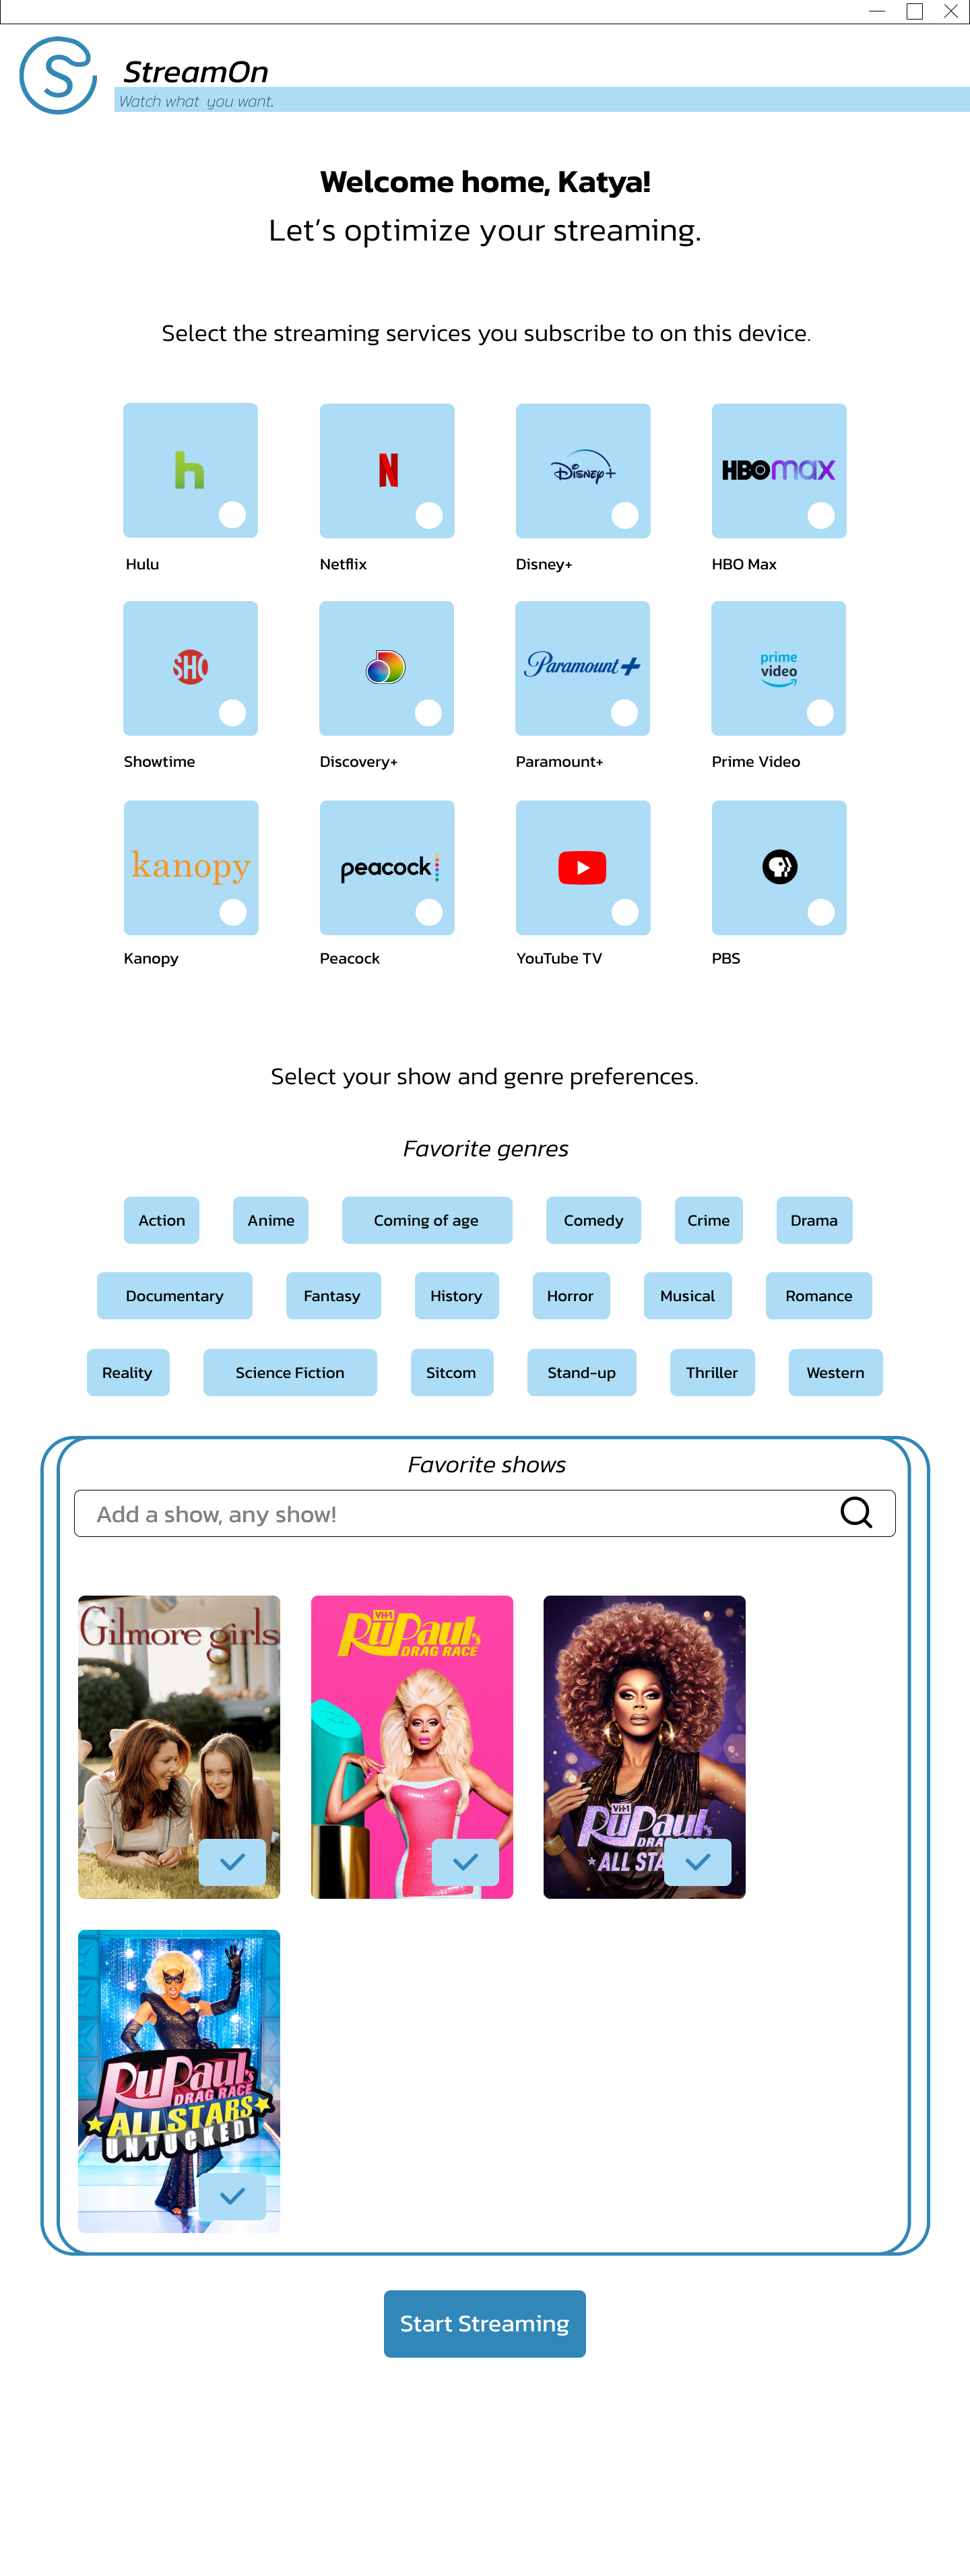 S
StreamOn
Watch what you want.
Welcome home, Katya!
Let's optimize your streaming.
Select the streaming services you subscribe to on this device.
h
N
Disney+
HBOmax
Hulu
Netflix
Disney+
HBO Max
SHO
Paramount+
prime
video
Showtime
Discovery+
Paramount+
Prime Video
kanopy
peacock
Kanopy
Peacock
YouTube TV
PBS
Select your show and genre preferences.
Favorite genres
Action Anime Coming of age Comedy Crime Drama
Documentary Fantasy History Horror Musical Romance
Reality Science Fiction Sitcom Stand-up Thriller Western
Favorite shows
Add a show, any show!
Gilmore girls
VH1
RuPaul's
DRAG RACE
VH1
RuPaul's
DRA
ALL STA
RuPaul's
DRAG RACE
ALL STARS
UNTUCKED!
Start Streaming